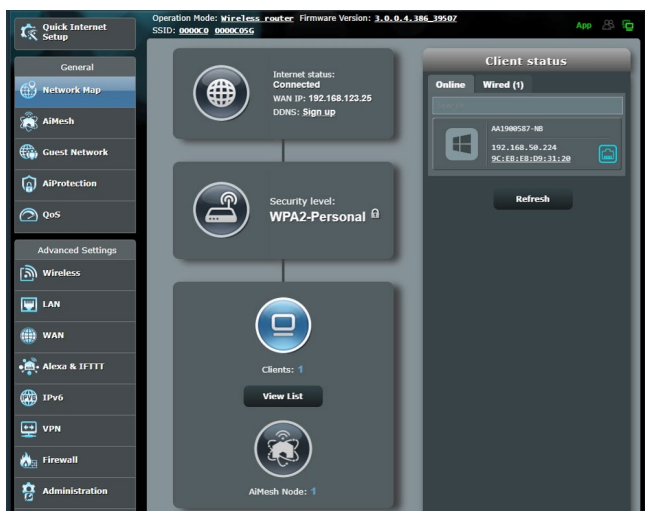 Quick Internet
Setup
General
Network Map
AiMesh
Guest Network
AiProtection
QoS
Advanced Settings
Wireless
LAN
WAN
Alexa & IFTTT
IPv6
VPN
Firewall
Administration
Operation Mode: Wireless router Firmware Version: 3.0.0.4.386_39507
SSID: 0000C0 0000C05G
App
Internet status:
Connected
WAN IP: 192.168.123.25
DDNS: Sign up
Security level:
WPA2-Personal
Clients: 1
View List
AiMesh Node: 1
Client status
Online Wired (1)
AA1900587-NB
192.168.50.224
9C:EB:E8:D9:31:20
Refresh